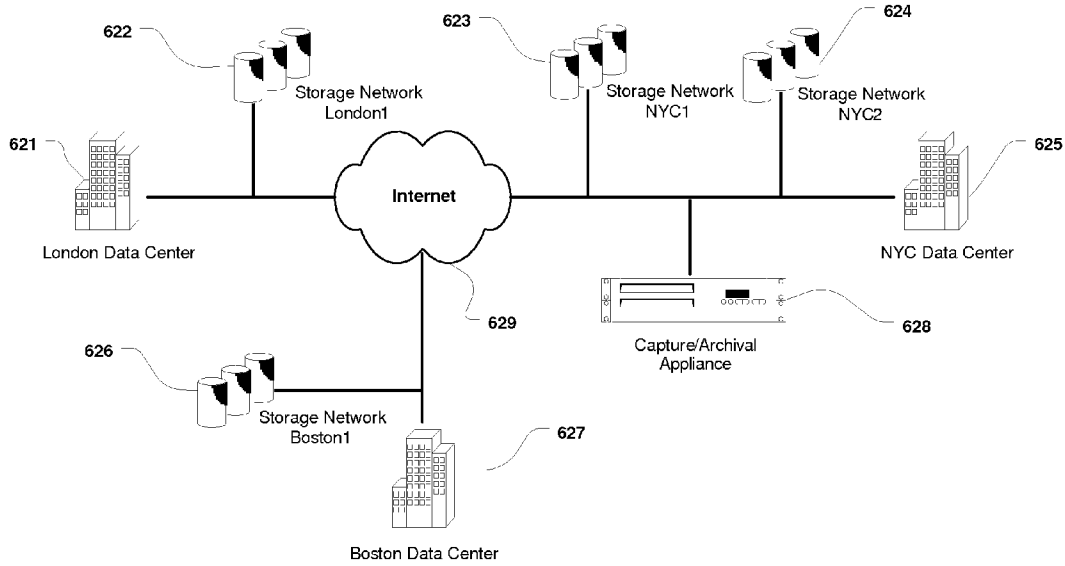 622
Storage Network
London1
623
Storage Network
NYC1
624
Storage Network
NYC2
621
London Data Center
Internet
625
NYC Data Center
629
628
Capture/Archival
Appliance
626
Storage Network
Boston1
627
Boston Data Center